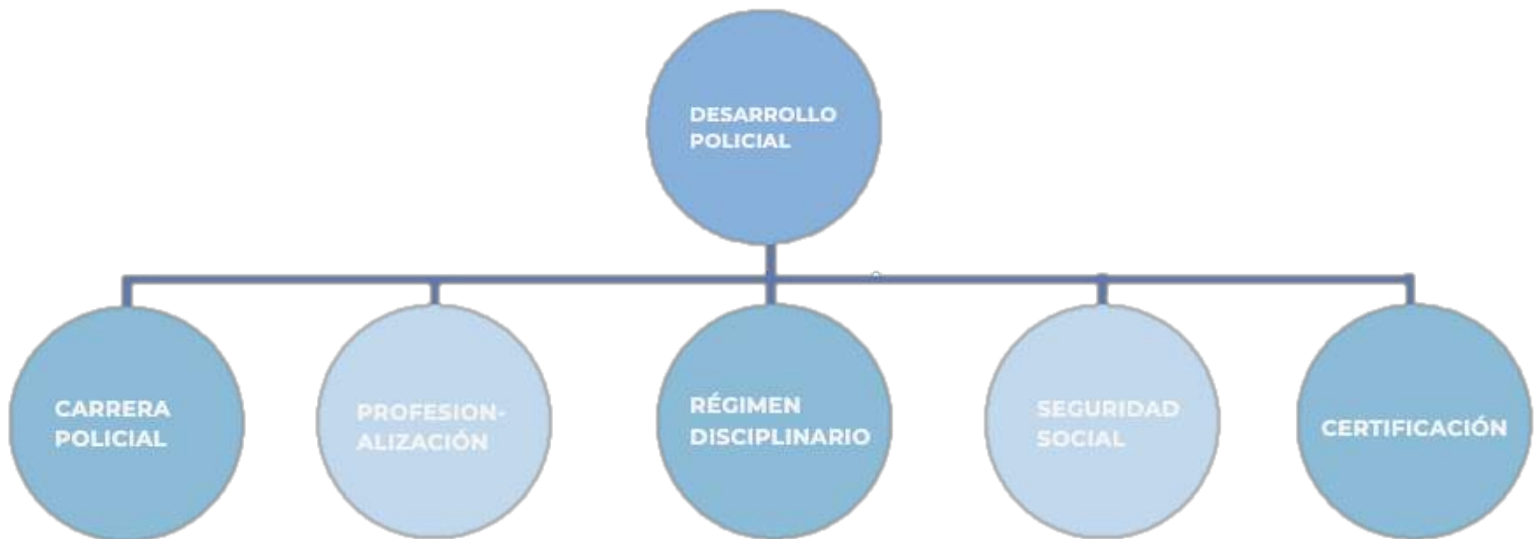 DESARROLLO
POLICIAL
CARRERA
POLICIAL
PROFESION-
ALIZACIÓN
RÉGIMEN
DISCIPLINARIO
SEGURIDAD
SOCIAL
CERTIFICACIÓN